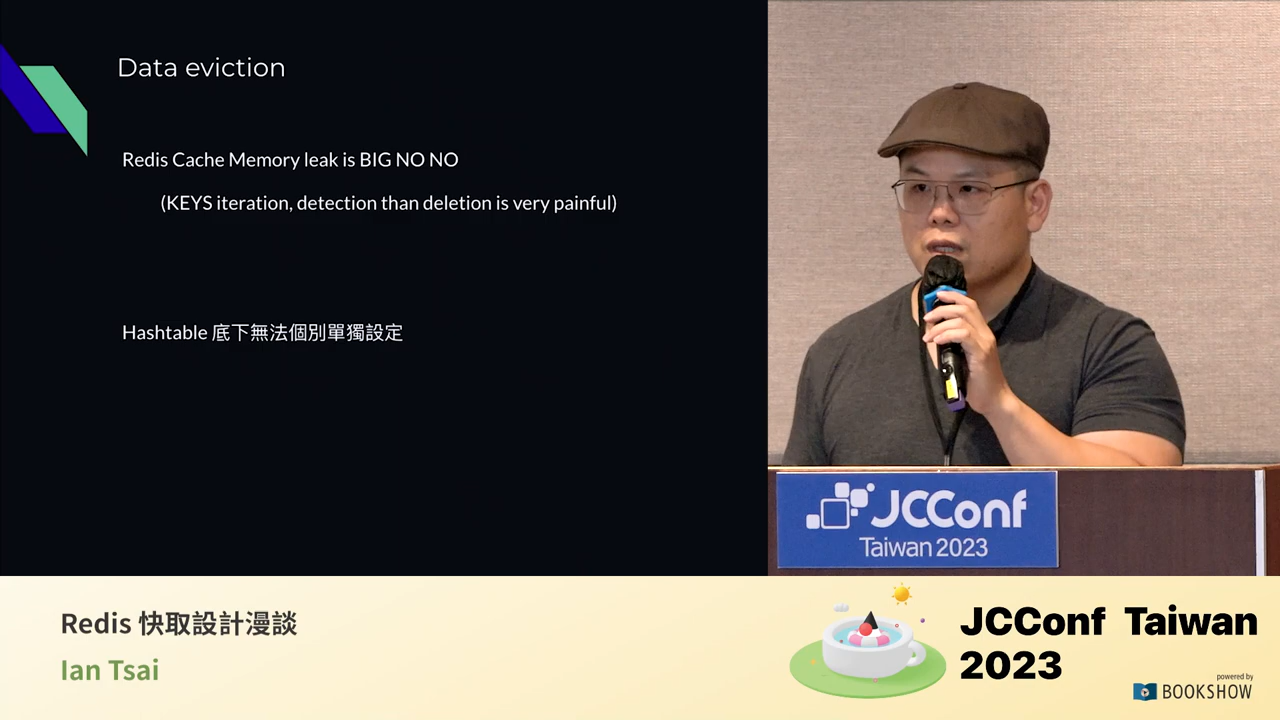 Data eviction
Redis Cache Memory leak is BIG NO NO
(KEYS iteration, detection than deletion is very painful)
Hashtable 底下無法個別單獨設定
JCConf
Taiwan 2023
Redis 快取設計漫談
Ian Tsai
JCConf Taiwan
2023
powered by
BOOKSHOW